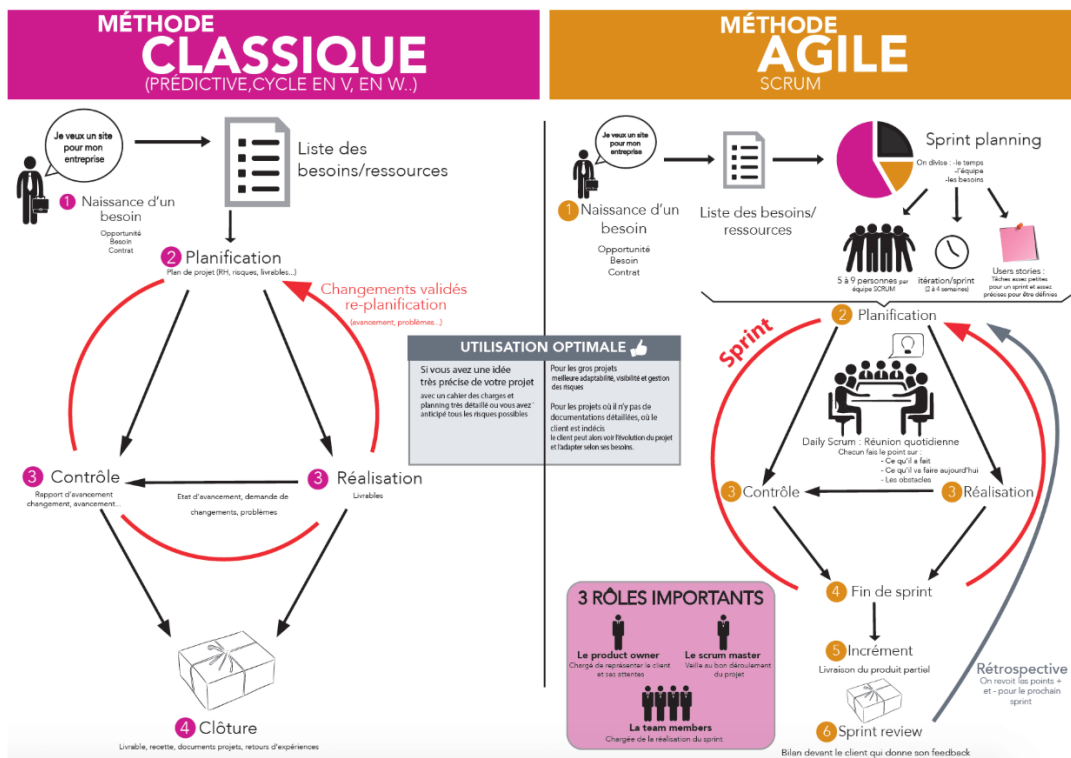 MÉTHODE
CLASSIQUE
(PRÉDICTIVE,CYCLE EN V, EN W..)
Je veux un site
pour mon
entreprise
Liste des
besoins/ressources
1 Naissance d'un
besoin
Opportunité
Besoin
Contrat
2 Planification
Plan de projet (RH, risques, livrables...)
Changements validés
re-planification
(avancement, problèmes...)
3 Contrôle
Rapport d'avancement
changement, avancement...
Etat d'avancement, demande de
changements, problèmes
3 Réalisation
Livrables
4 Clôture
Livrable, recette, documents projets, retours d'expériences
UTILISATION OPTIMALE
Si vous avez une idée
très précise de votre projet
avec un cahier des charges et
planning très détaillé ou vous avez
anticipé tous les risques possibles
Pour les gros projets
meilleure adaptabilité, visibilité et gestion
des risques
Pour les projets où il n'y pas de
documentations détaillées, où le
client est indécis
le client peut alors voir l'évolution du projet
et l'adapter selon ses besoins.
MÉTHODE
AGILE
SCRUM
Je veux un site
pour mon
entreprise
1 Naissance d'un
besoin
Opportunité
Besoin
Contrat
Liste des besoins/
ressources
Sprint planning
On divise : -le temps
-l'équipe
-les besoins
5 à 9 personnes par
équipe SCRUM
itération/sprint
(2 à 4 semaines)
Users stories :
Tâches assez petites
pour un sprint et assez
précises pour être définies
2 Planification
Sprint
Daily Scrum : Réunion quotidienne
Chacun fais le point sur :
- Ce qu'il a fait
- Ce qu'il va faire aujourd'hui
- Les obstacles
3 Contrôle
3 Réalisation
4 Fin de sprint
5 Incrément
Livraison du produit partiel
6 Sprint review
Bilan devant le client qui donne son feedback
Rétrospective
On revoit les points +
et - pour le prochain
sprint
3 RÔLES IMPORTANTS
Le product owner
Chargé de représenter le client
et ses attentes
Le scrum master
Veille au bon déroulement
du projet
La team members
Chargée de la réalisation du sprint